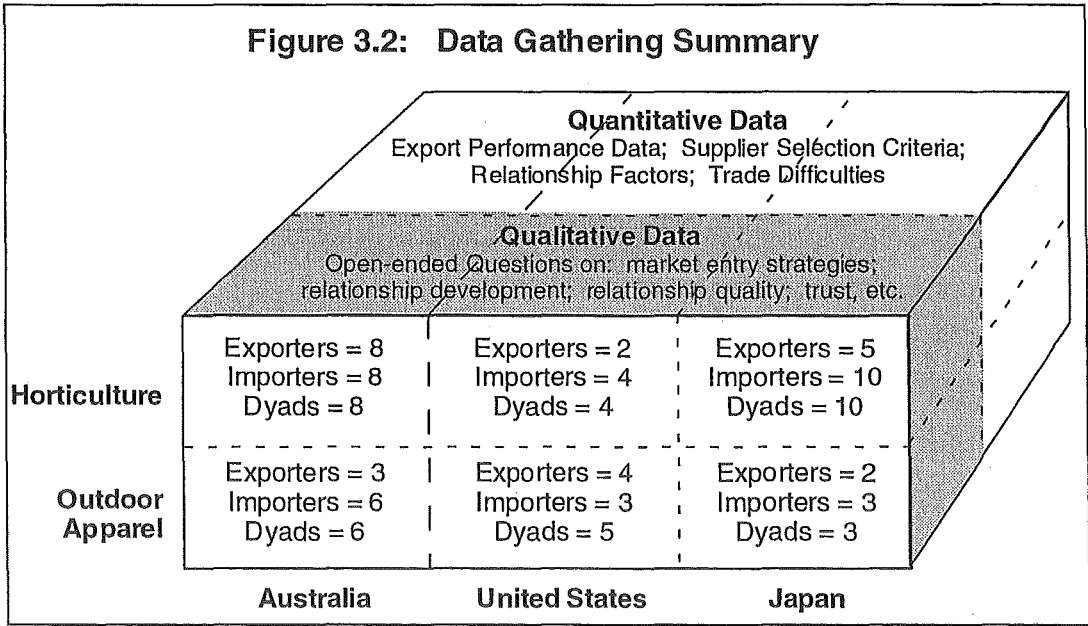 Figure 3.2: Data Gathering Summary
Quantitative Data
Export Performance Data; Supplier Selection Criteria;
Relationship Factors; Trade Difficulties
Qualitative Data
Open-ended Questions on: market entry strategies;
relationship development; relationship quality; trust, etc.
Horticulture
Exporters = 8
Importers = 8
Dyads = 8
Exporters = 2
Importers = 4
Dyads = 4
Exporters = 5
Importers = 10
Dyads = 10
Outdoor
Apparel
Exporters = 3
Importers = 6
Dyads = 6
Exporters = 4
Importers = 3
Dyads = 5
Exporters = 2
Importers = 3
Dyads = 3
Australia
United States
Japan